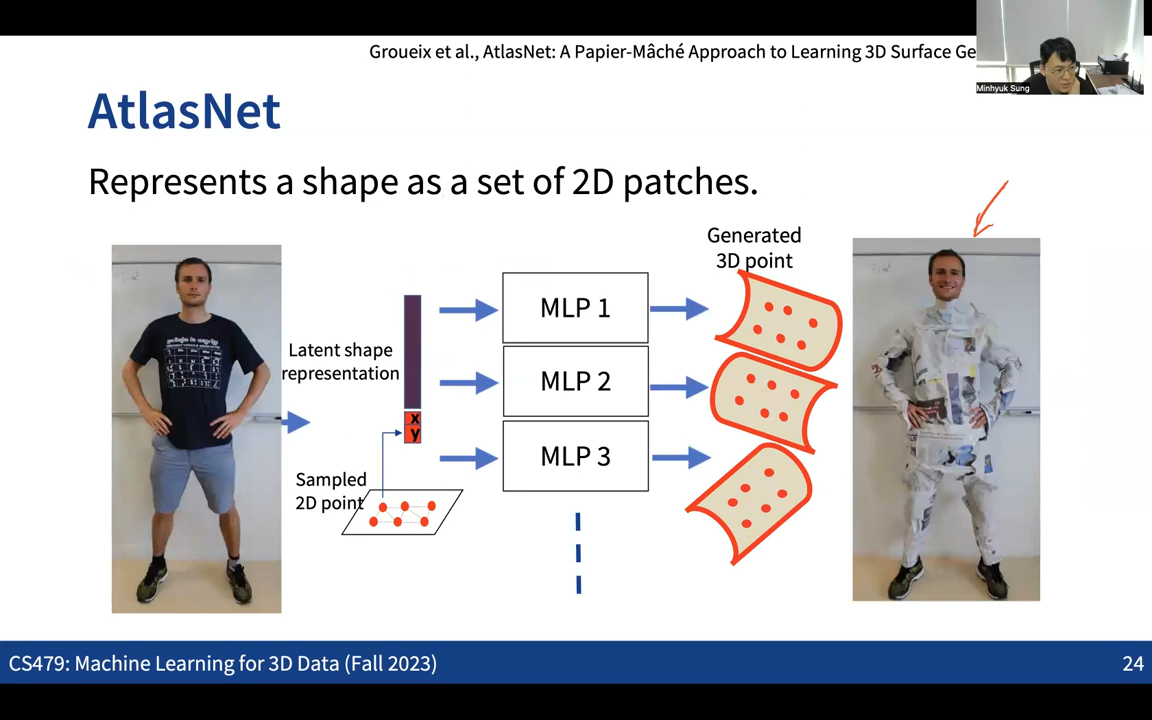 Groueix et al., AtlasNet: A Papier-Mâché Approach to Learning 3D Surface Ge
Minhyuk Sung
AtlasNet
Represents a shape as a set of 2D patches.
Generated
3D point
Latent shape
representation
x
y
Sampled
2D point
MLP 1
MLP 2
MLP 3
CS479: Machine Learning for 3D Data (Fall 2023)
24